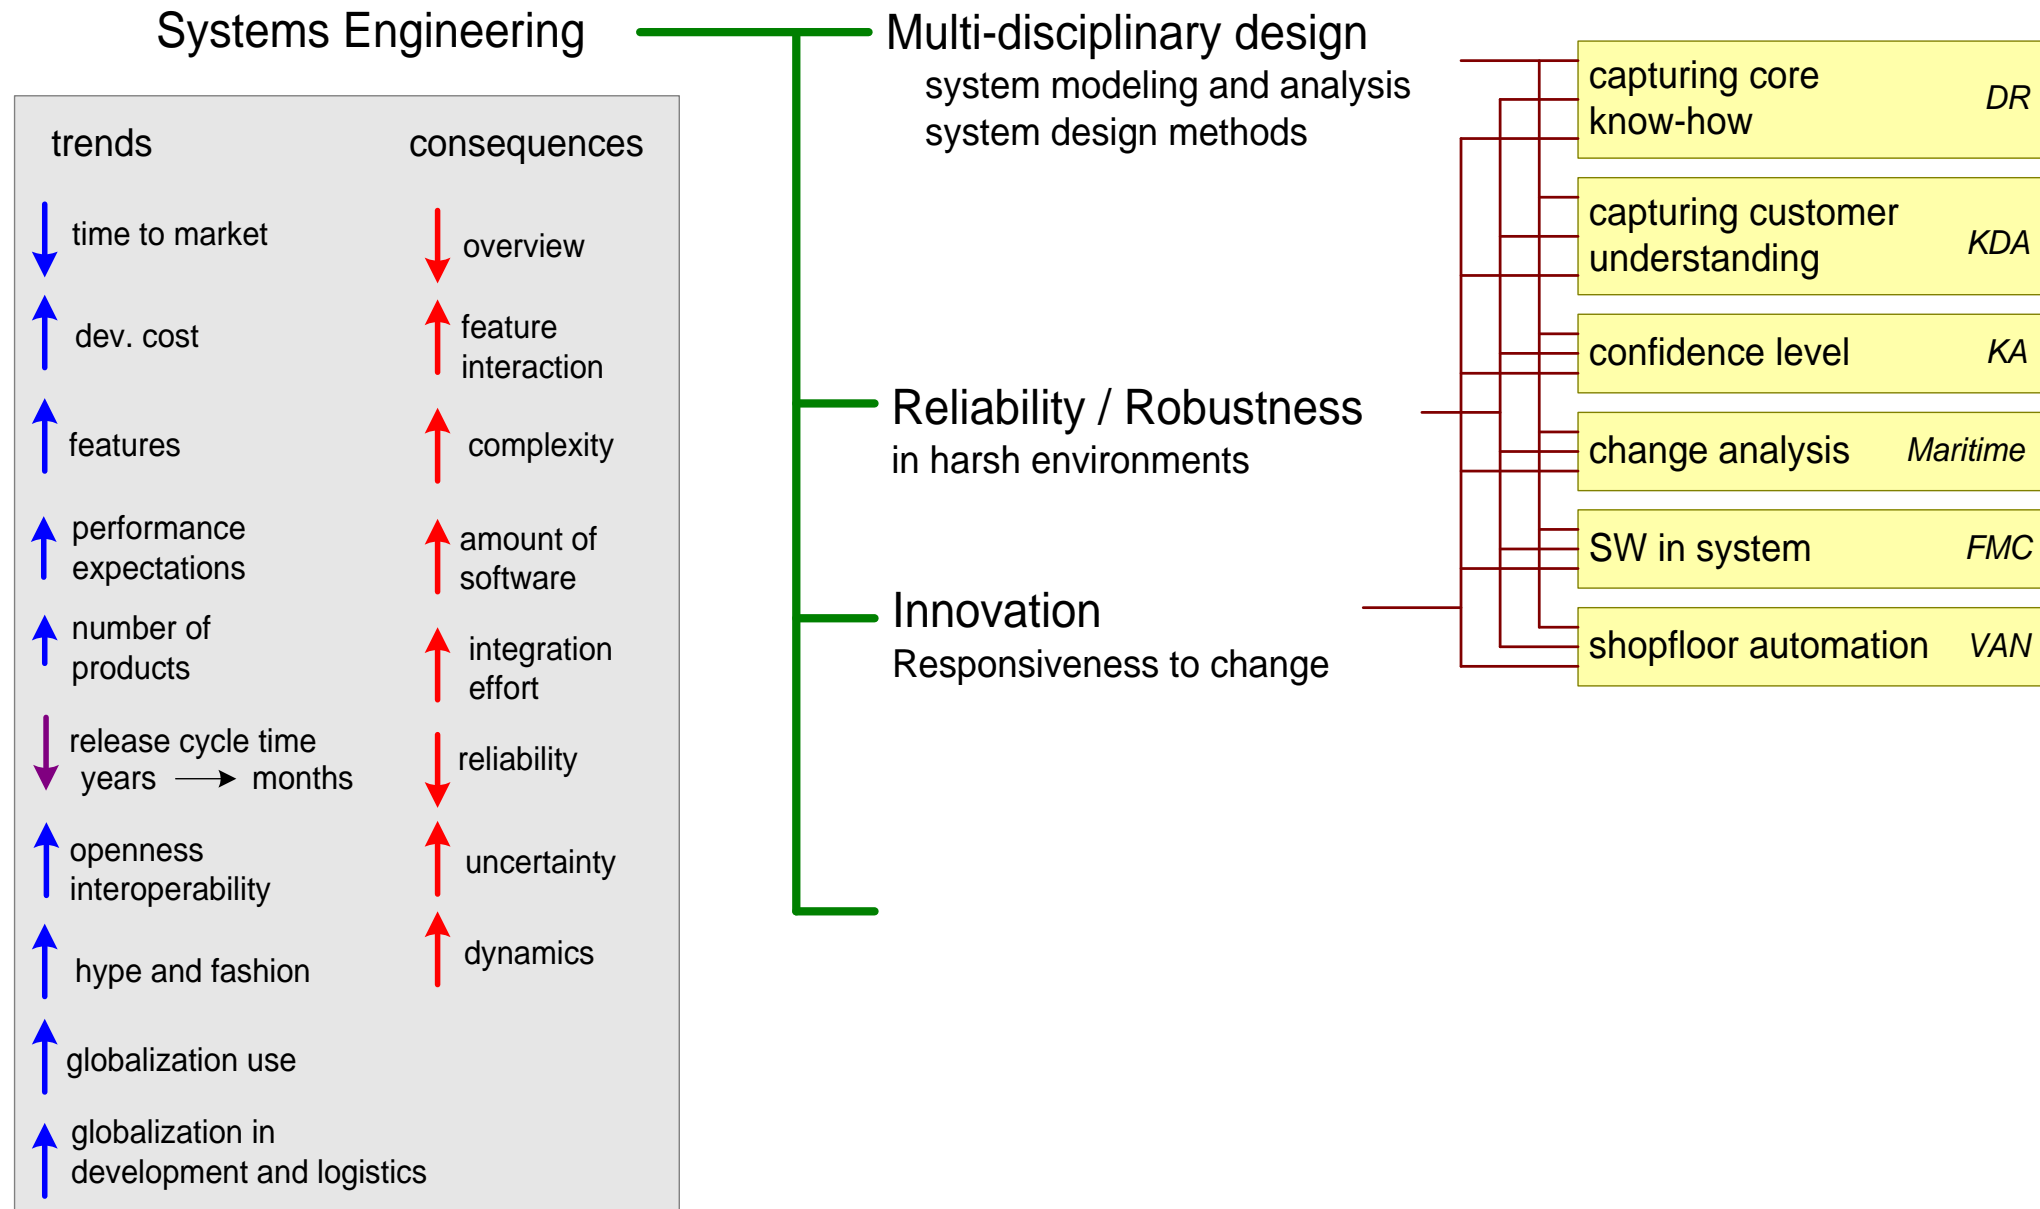 Systems Engineering
trends
consequences
time to market
dev. cost
features
performance
expectations
number of
products
release cycle time
years months
openness
interoperability
hype and fashion
globalization use
globalization in
development and logistics
overview
feature
interaction
complexity
amount of
software
integration
effort
reliability
uncertainty
dynamics
Multi-disciplinary design
system modeling and analysis
system design methods
Reliability / Robustness
in harsh environments
Innovation
Responsiveness to change
capturing core
know-how
DR
capturing customer
understanding
KDA
confidence level KA
change analysis Maritime
SW in system FMC
shopfloor automation VAN